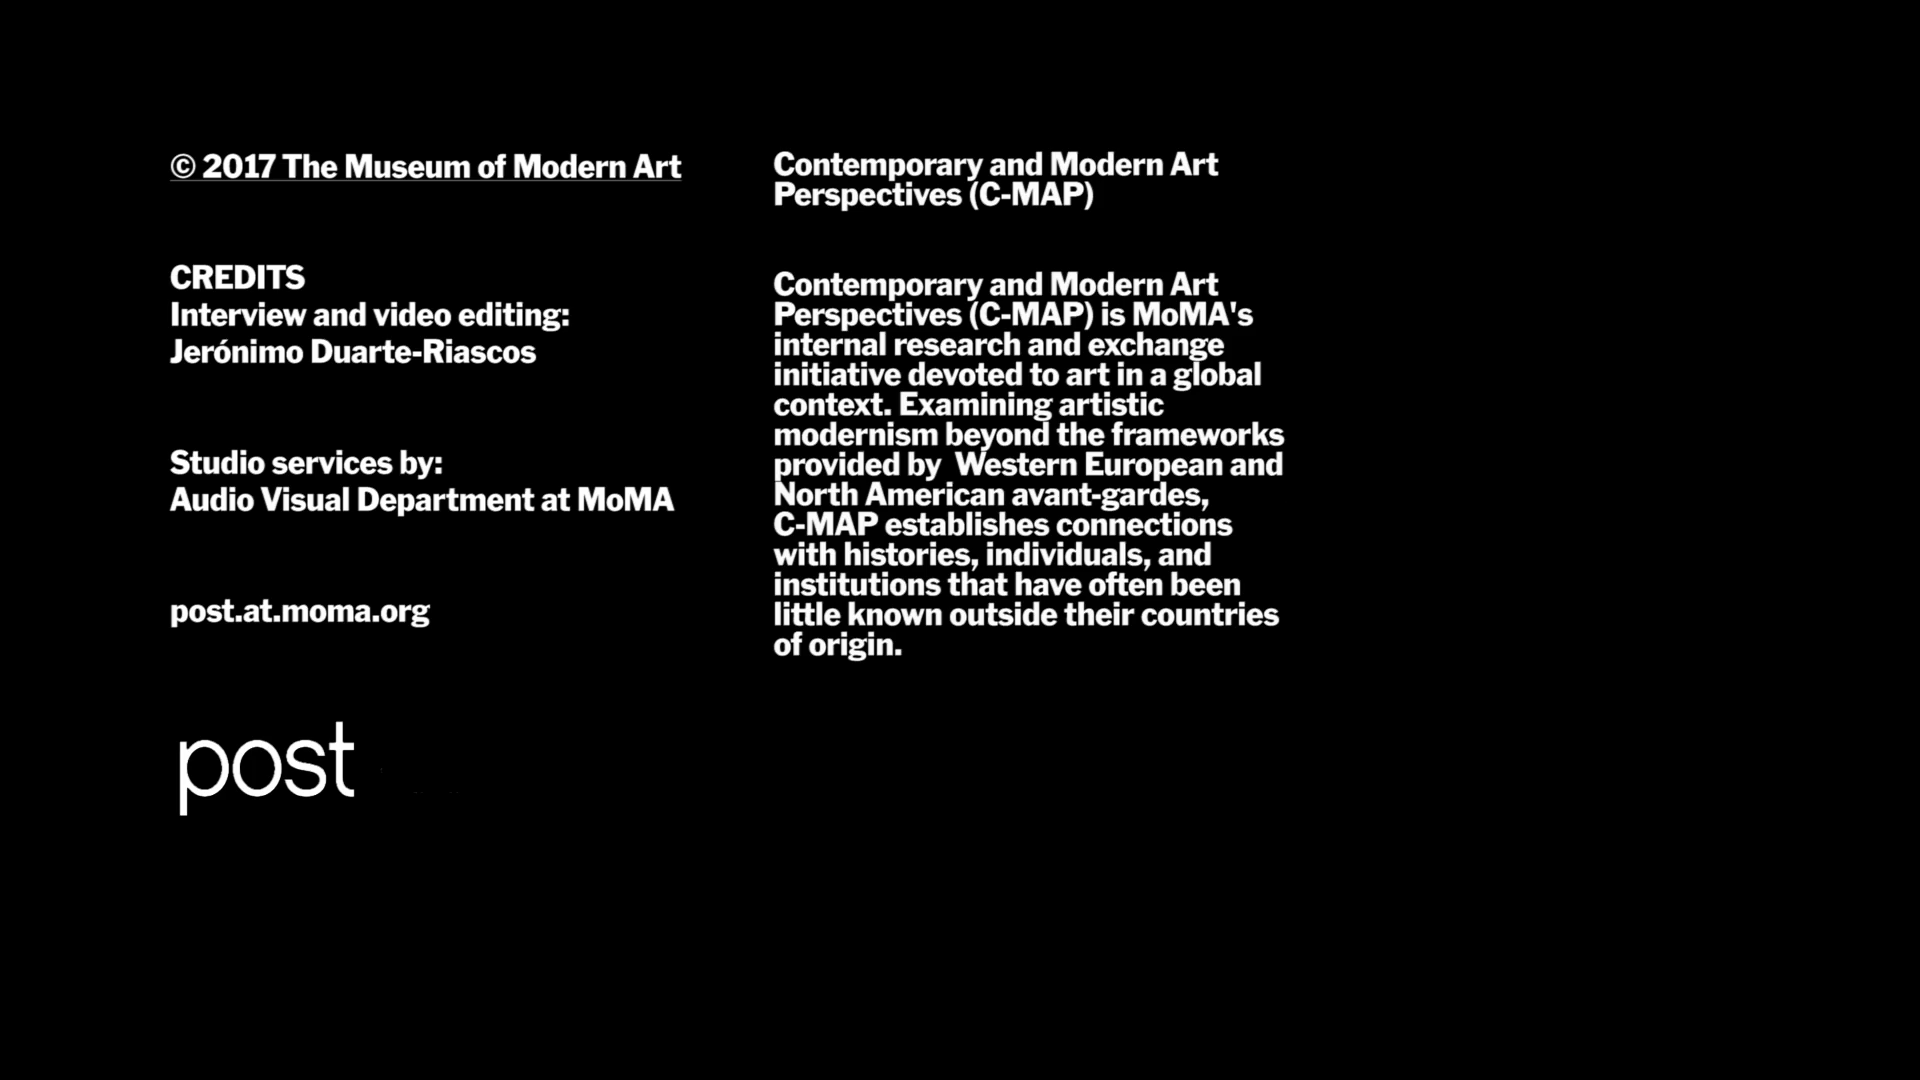 © 2017 The Museum of Modern Art
CREDITS
Interview and video editing:
Jerónimo Duarte-Riascos
Studio services by:
Audio Visual Department at MoMA
post.at.moma.org
post
Contemporary and Modern Art
Perspectives (C-MAP)
Contemporary and Modern Art
Perspectives (C-MAP) is MoMA's
internal research and exchange
initiative devoted to art in a global
context. Examining artistic
modernism beyond the frameworks
provided by  Western European and
North American avant-gardes,
C-MAP establishes connections
with histories, individuals, and
institutions that have often been
little known outside their countries
of origin.